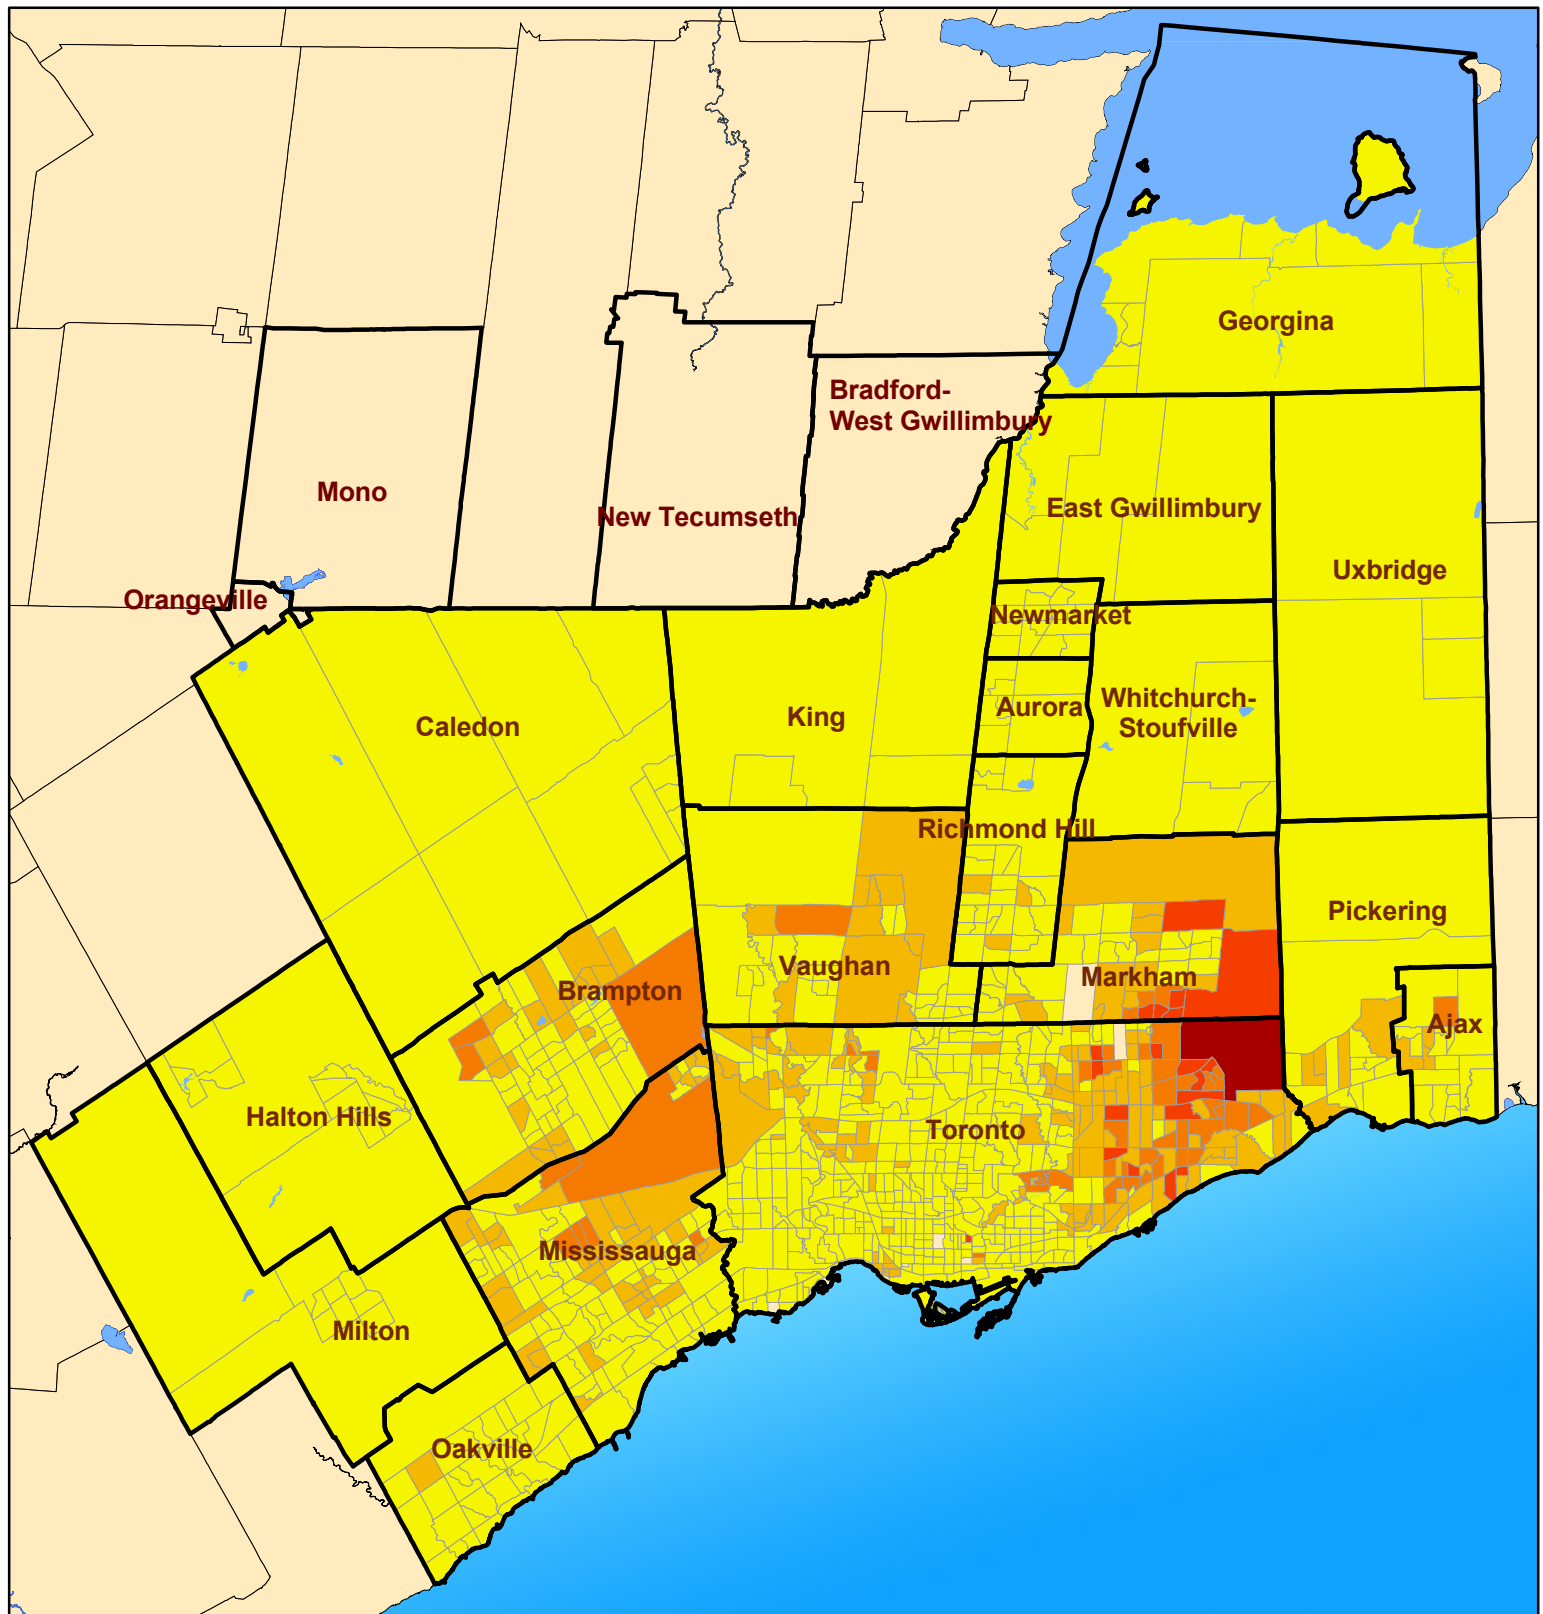 Georgina
Bradford-
West Gwillimbury
Mono
New Tecumseth
East Gwillimbury
Uxbridge
Orangeville
Newmarket
Caledon
King
Aurora
Whitchurch-
Stoufville
Richmond Hill
Pickering
Vaughan
Markham
Brampton
Ajax
Halton Hills
Toronto
Mississauga
Milton
Oakville